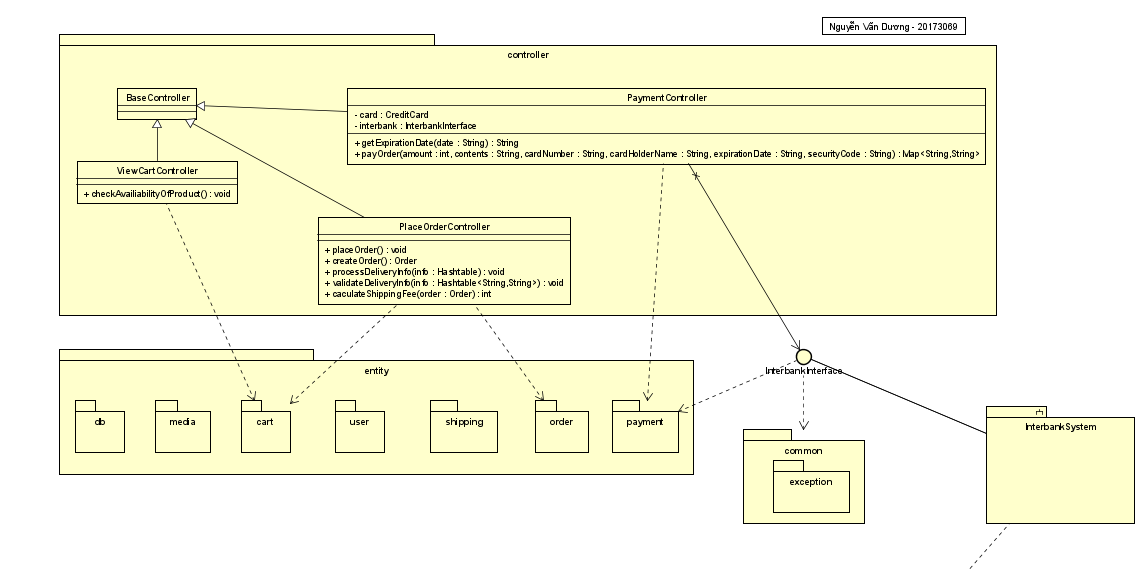 Nguyễn Văn Dương - 20173069
controller
BaseController
PaymentController
- card : CreditCard
- interbank : InterbankInterface
+ getExpirationDate(date : String) : String
+ payOrder(amount : int, contents : String, cardNumber : String, cardHolderName : String, expirationDate : String, securityCode : String) : Map<String,String>
ViewCartController
+ checkAvailiabilityOfProduct() : void
PlaceOrderController
+ placeOrder() : void
+ createOrder() : Order
+ processDeliveryInfo(info : Hashtable) : void
+ validateDeliveryInfo(info : Hashtable<String,String>) : void
+ caculateShippingFee(order : Order) : int
entity
db
media
cart
user
shipping
order
payment
InterbankInterface
common
exception
InterbankSystem